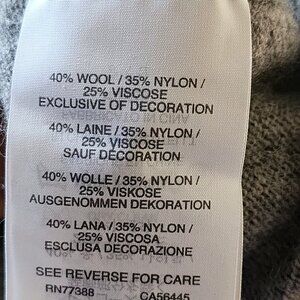 40% WOOL / 35% NYLON /
25% VISCOSE
EXCLUSIVE OF DECORATION
40% LAINE / 35% NYLON /
25% VISCOSE
SAUF DÉCORATION
40% WOLLE / 35% NYLON /
25% VISKOSE
AUSGENOMMEN DEKORATION
40% LANA / 35% NYLON /
25% VISCOSA
ESCLUSA DECORAZIONE
SEE REVERSE FOR CARE
RN77388 CA56445